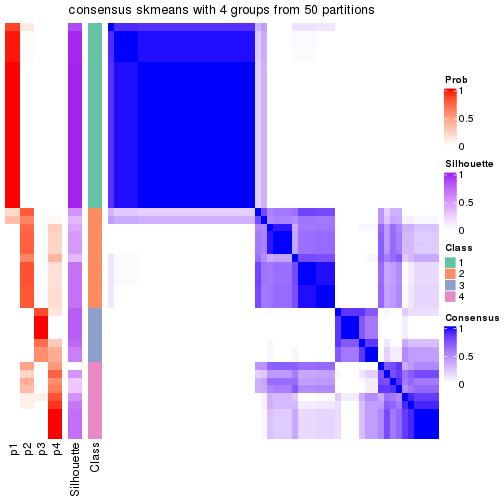 consensus skmeans with 4 groups from 50 partitions
Prob
1
0.5
0
Silhouette
1
0.5
0
Class
1
2
3
4
Consensus
1
0.5
0
p1
p2
p3
p4
Silhouette
Class